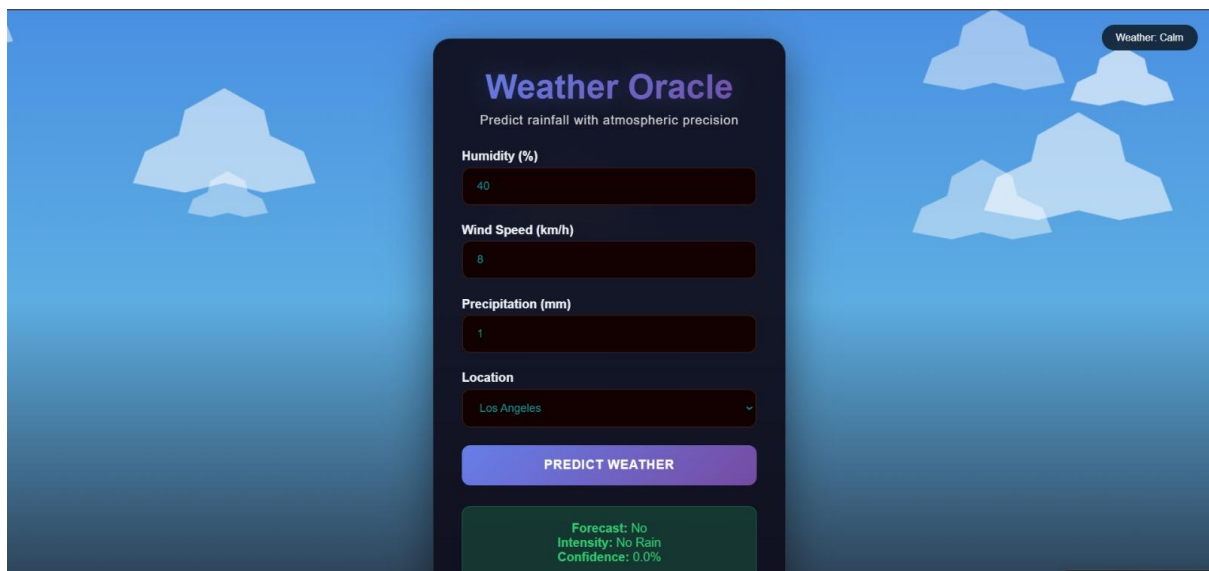 Weather: Calm
Weather Oracle
Predict rainfall with atmospheric precision
Humidity (%)
40
Wind Speed (km/h)
8
Precipitation (mm)
1
Location
Los Angeles
PREDICT WEATHER
Forecast: No
Intensity: No Rain
Confidence: 0.0%